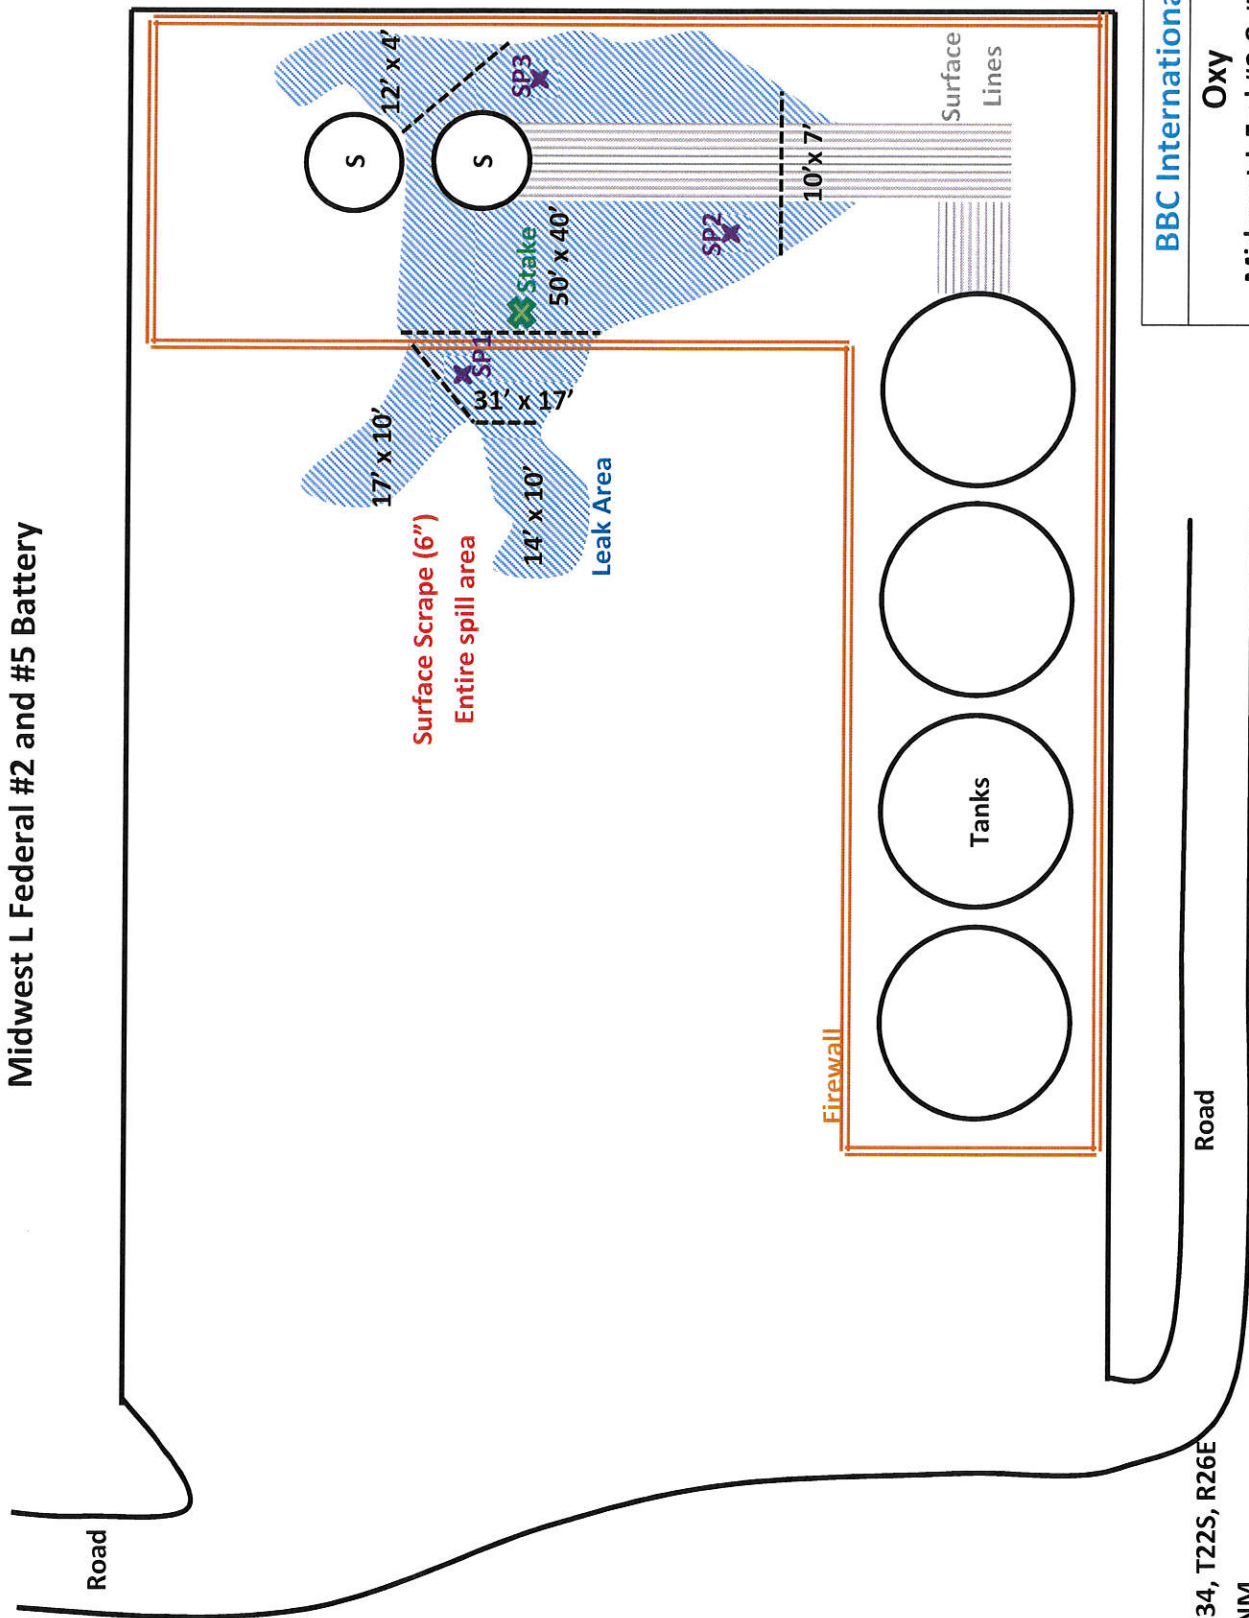 Midwest L Federal #2 and #5 Battery
12' x 4'
SP3
S
S
Surface
Lines
10'x 7'
SP2
Stake
50' x 40'
SP1
31' x 17'
17' x 10'
14' x 10'
Leak Area
Surface Scrape (6")
Entire spill area
Tanks
Firewall
Road
Road
34, T22S, R26E
NM
BBC Internationa
Oxy